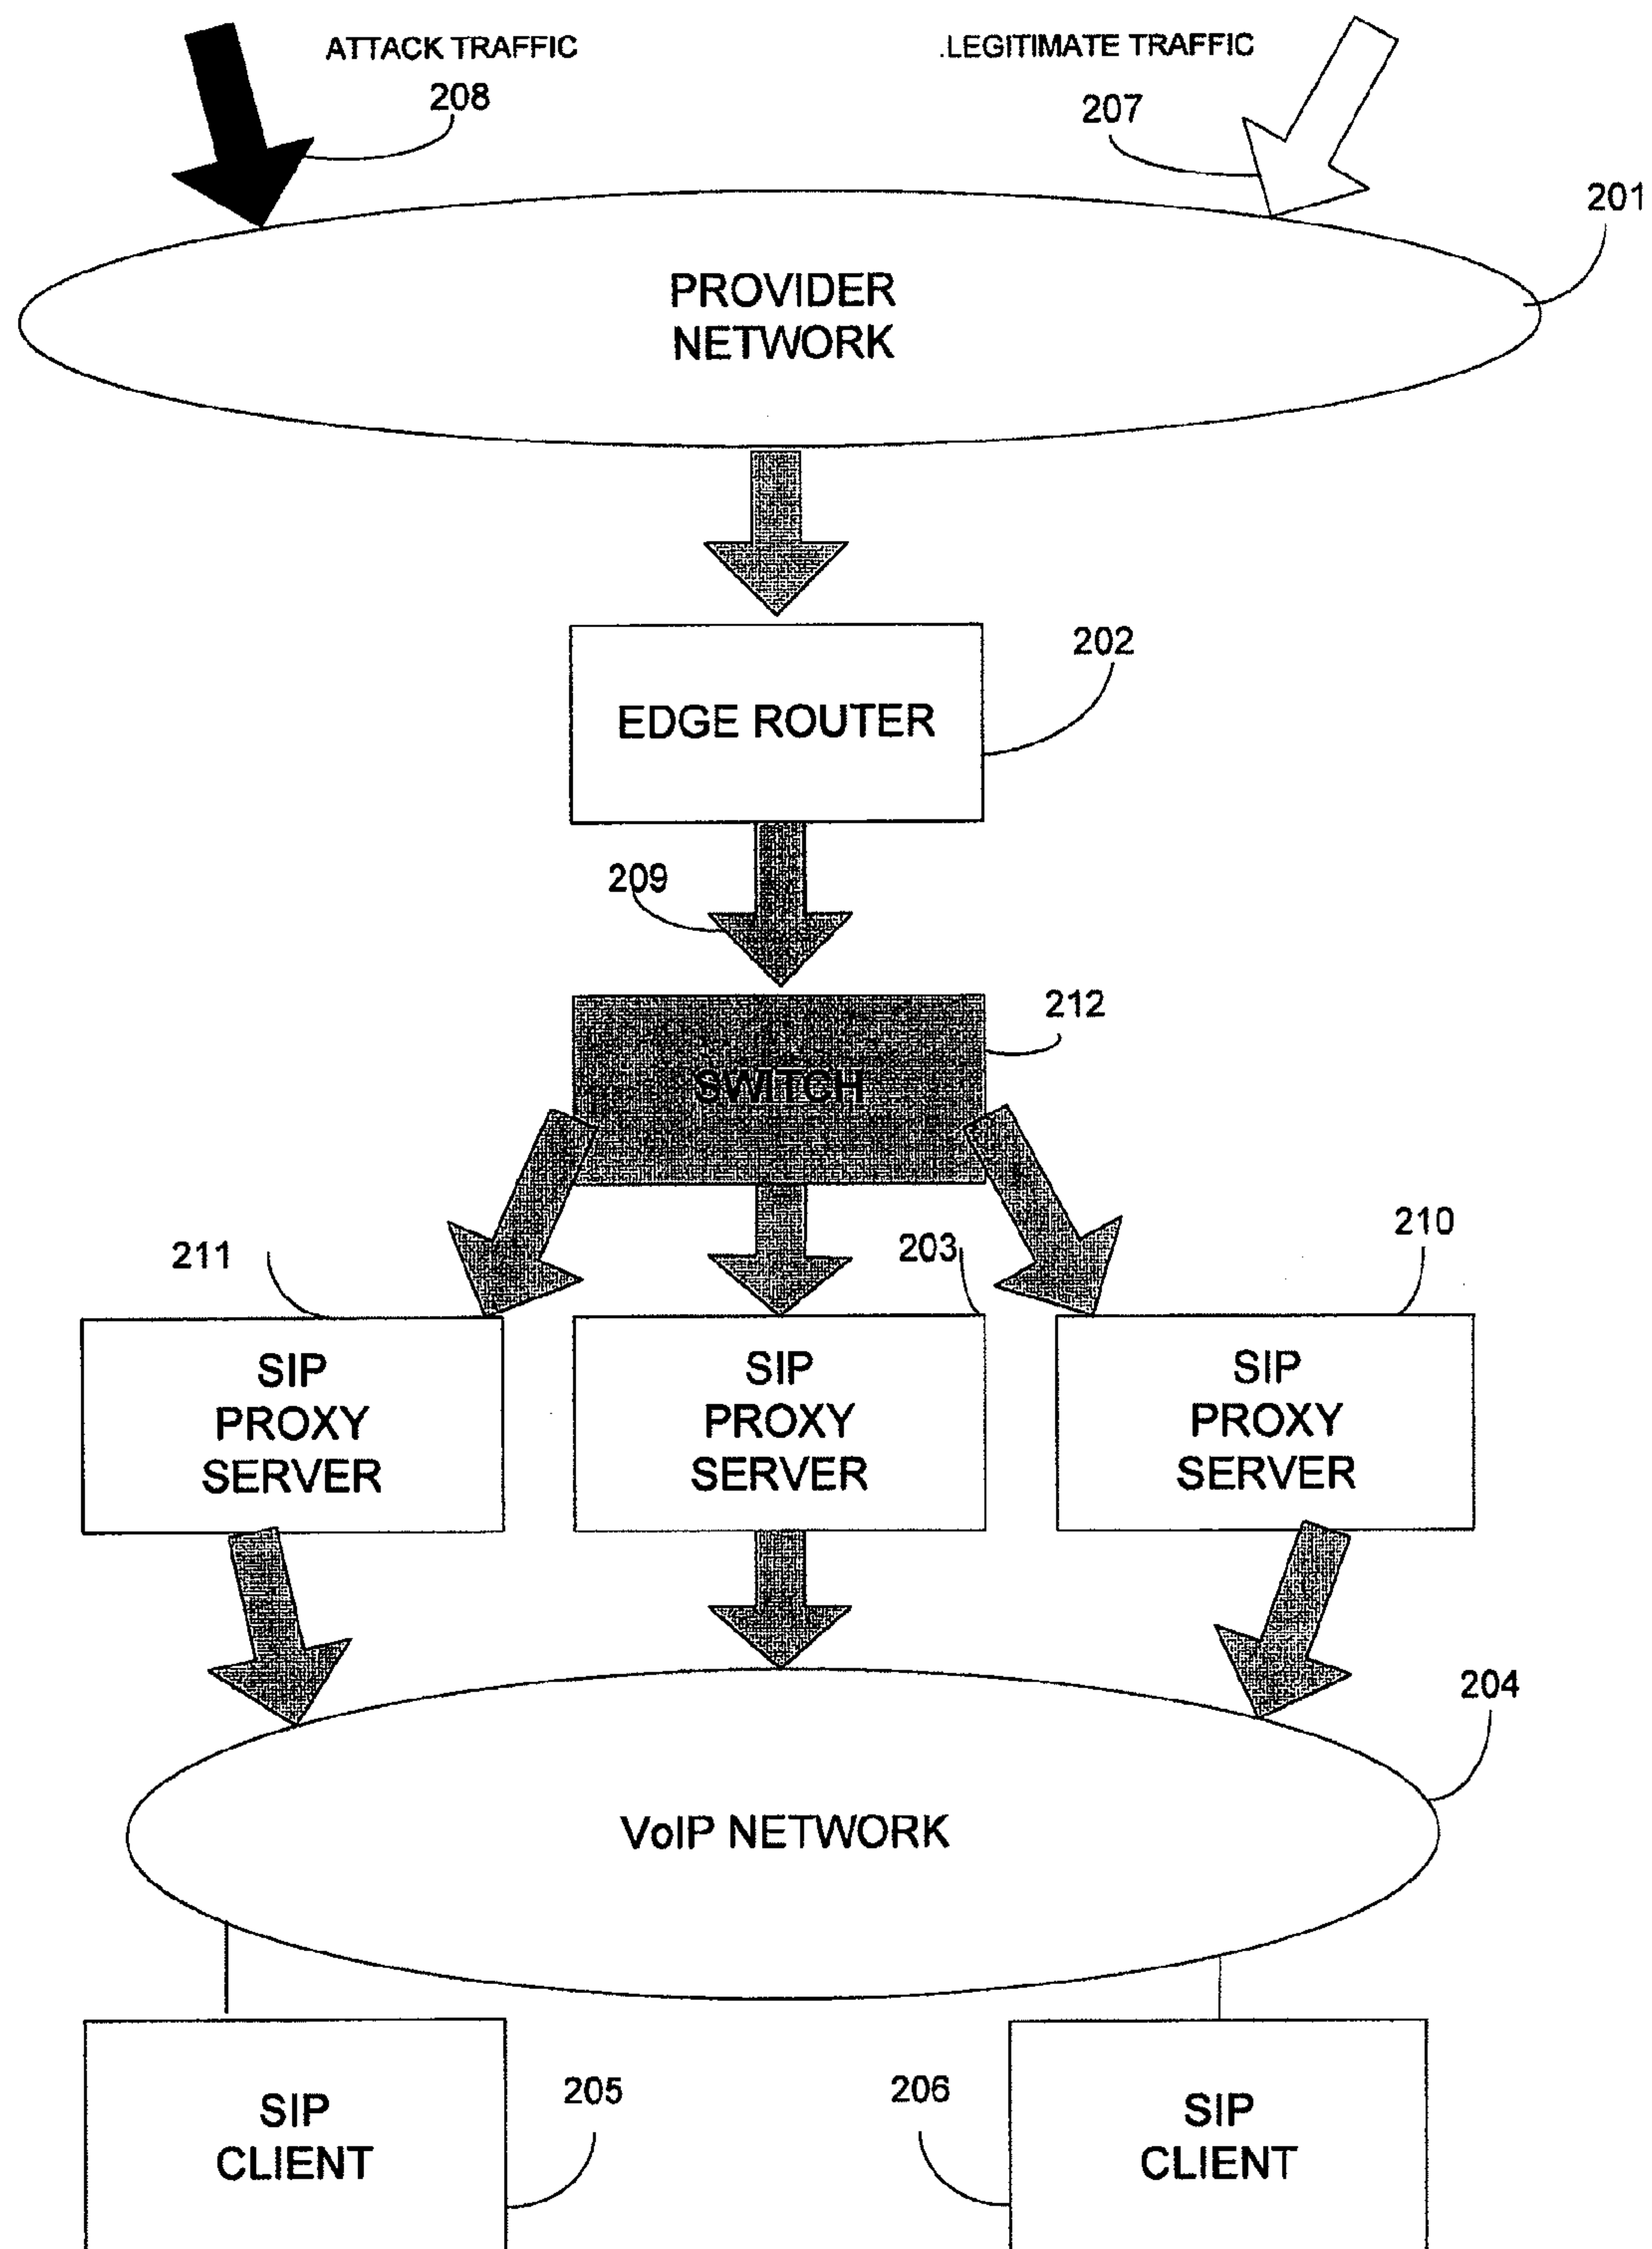 ATTACK TRAFFIC
208
.LEGITIMATE TRAFFIC
207
201
PROVIDER
NETWORK
202
EDGE ROUTER
209
212
SWITCH
211
203
210
SIP
PROXY
SERVER
SIP
PROXY
SERVER
SIP
PROXY
SERVER
204
VoIP NETWORK
205
206
SIP
CLIENT
SIP
CLIENT